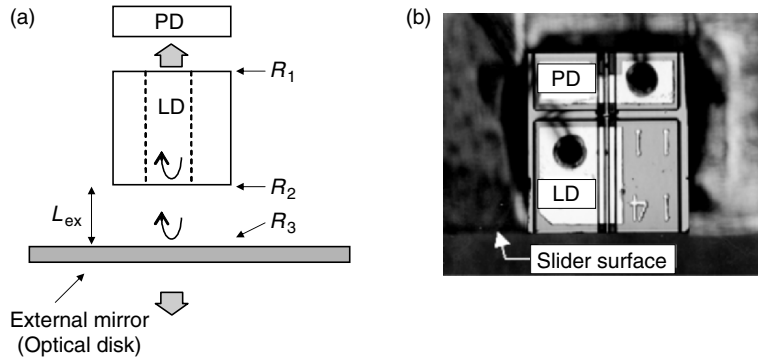 (a)
PD
R1
LD
R2
Lex
R3
External mirror
(Optical disk)
(b)
PD
LD
Slider surface